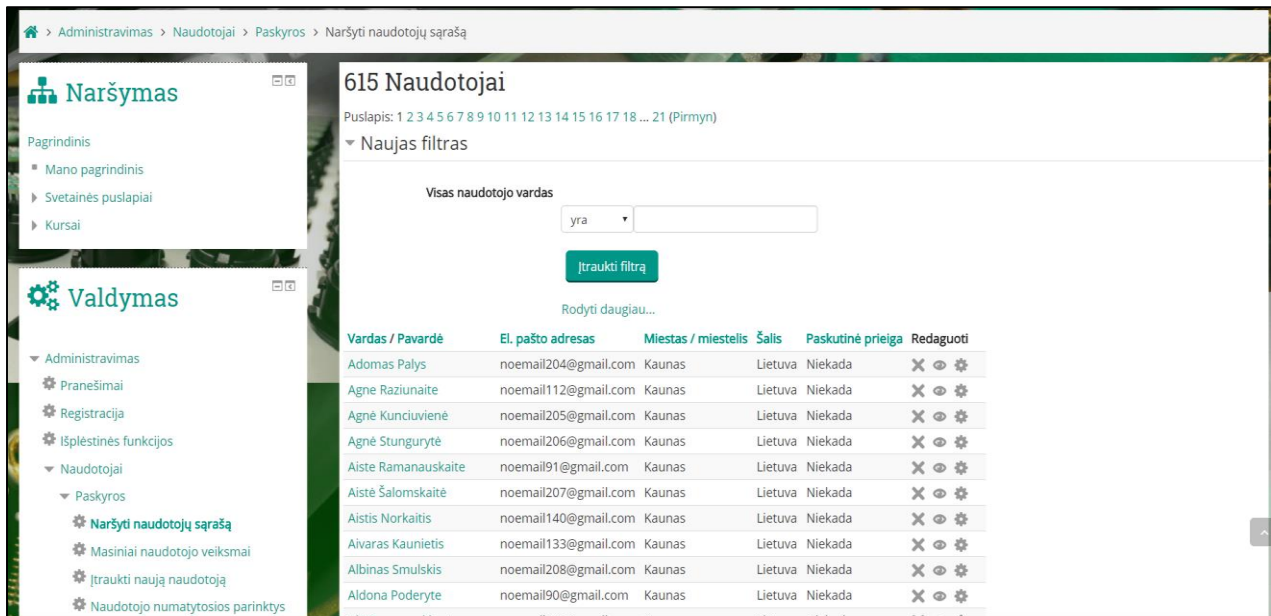 > Administravimas > Naudotojai > Paskyros > Naršyti naudotojų sąrašą
Naršymas
Pagrindinis
Mano pagrindinis
Svetainės puslapiai
Kursai
Valdymas
Administravimas
Pranešimai
Registracija
Išplėstinės funkcijos
Naudotojai
Paskyros
Naršyti naudotojų sąrašą
Masiniai naudotojo veiksmai
Įtraukti naują naudotoją
Naudotojo numatytosios parinktys
615 Naudotojai
Puslapis: 1 2 3 4 5 6 7 8 9 10 11 12 13 14 15 16 17 18 ... 21 (Pirmyn)
Naujas filtras
Visas naudotojo vardas
yra
Įtraukti filtrą
Rodyti daugiau...
Vardas / Pavardė El. pašto adresas Miestas / miestelis Šalis Paskutinė prieiga Redaguoti
Adomas Palys noemail204@gmail.com Kaunas Lietuva Niekada
Agne Raziunaite noemail112@gmail.com Kaunas Lietuva Niekada
Agnė Kunciuvienė noemail205@gmail.com Kaunas Lietuva Niekada
Agnė Stungurytė noemail206@gmail.com Kaunas Lietuva Niekada
Aiste Ramanauskaite noemail91@gmail.com Kaunas Lietuva Niekada
Aistė Šalomskaitė noemail207@gmail.com Kaunas Lietuva Niekada
Aistis Norkaitis noemail140@gmail.com Kaunas Lietuva Niekada
Aivaras Kaunietis noemail133@gmail.com Kaunas Lietuva Niekada
Albinas Smulskis noemail208@gmail.com Kaunas Lietuva Niekada
Aldona Poderyte noemail90@gmail.com Kaunas Lietuva Niekada